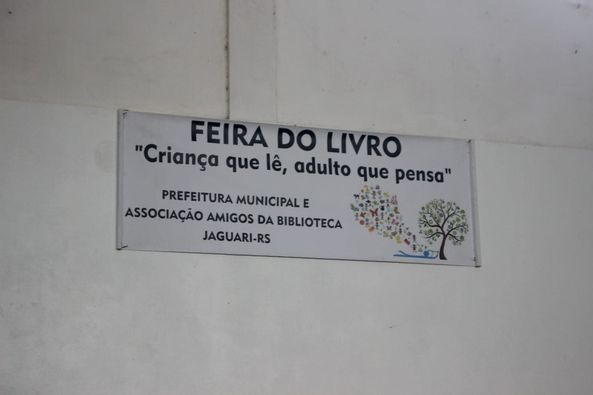 FEIRA DO LIVRO
"Criança que lê, adulto que pensa"
PREFEITURA MUNICIPAL E
ASSOCIAÇÃO AMIGOS DA BIBLIOTECA
JAGUARI-RS